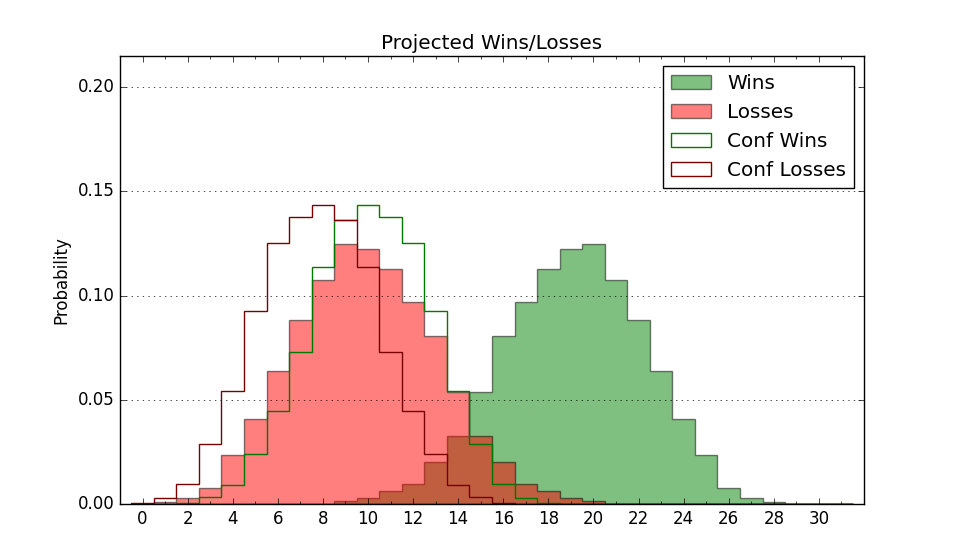 Projected Wins/Losses
Wins
Losses
Conf Wins
Conf Losses
Probability
0.20
0.15
0.10
0.05
0.00
0 2 4 6 8 10 12 14 16 18 20 22 24 26 28 30